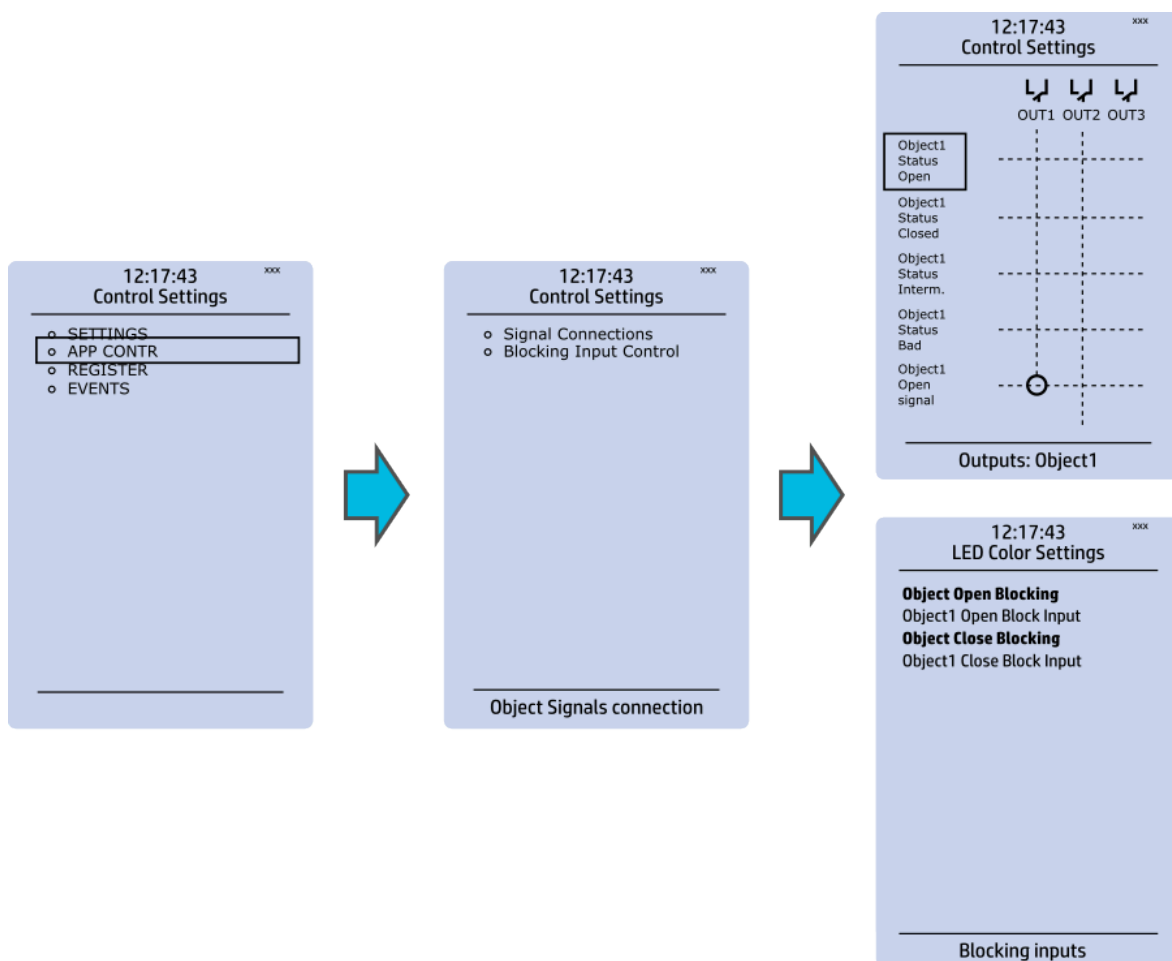 12:17:43 xxx
Control Settings
SETTINGS
APP CONTR
REGISTER
EVENTS
12:17:43 xxx
Control Settings
Signal Connections
Blocking Input Control
Object Signals connection
12:17:43 xxx
Control Settings
OUT1 OUT2 OUT3
Object1
Status
Open
Object1
Status
Closed
Object1
Status
Interm.
Object1
Status
Bad
Object1
Open
signal
Outputs: Object1
12:17:43 xxx
LED Color Settings
Object Open Blocking
Object1 Open Block Input
Object Close Blocking
Object1 Close Block Input
Blocking inputs